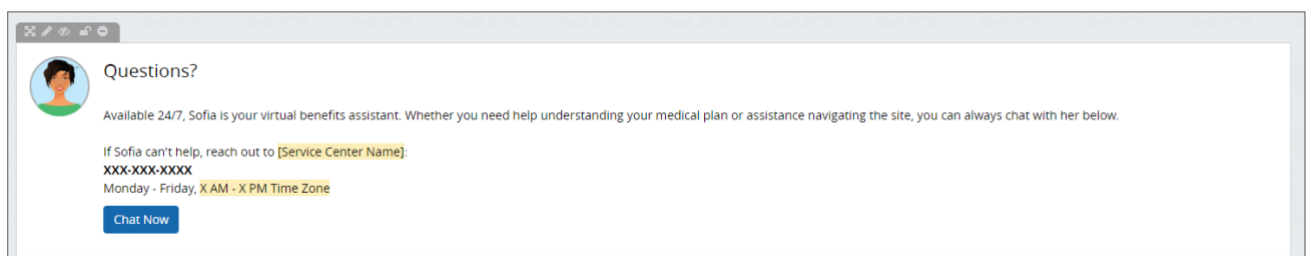 Questions?
Available 24/7, Sofia is your virtual benefits assistant. Whether you need help understanding your medical plan or assistance navigating the site, you can always chat with her below.
If Sofia can't help, reach out to [Service Center Name]:
XXX-XXX-XXXX
Monday - Friday, X AM - X PM Time Zone
Chat Now